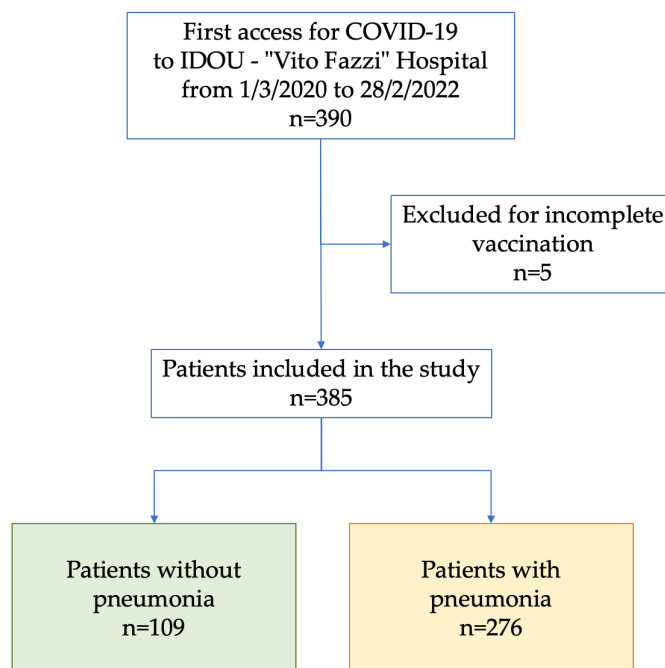 First access for COVID-19
to IDOU - "Vito Fazzi" Hospital
from 1/3/2020 to 28/2/2022
n=390
Excluded for incomplete
vaccination
n=5
Patients included in the study
n=385
Patients without
pneumonia
n=109
Patients with
pneumonia
n=276